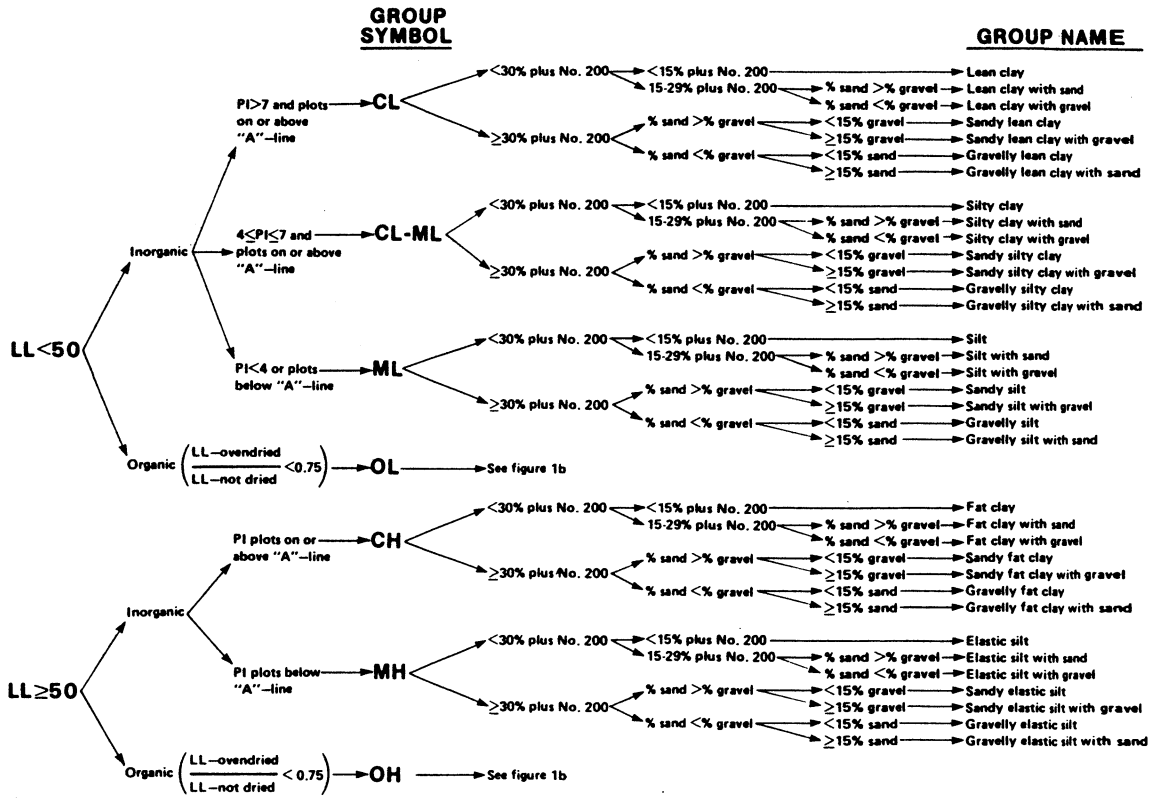 GROUP
SYMBOL
GROUP NAME
<30% plus No. 200
<15% plus No. 200
Lean clay
15-29% plus No. 200
% sand >% gravel
Lean clay with sand
% sand <% gravel
Lean clay with gravel
PI>7 and plots
on or above
"A"—line
CL
≥30% plus No. 200
% sand >% gravel
<15% gravel
Sandy lean clay
≥15% gravel
Sandy lean clay with gravel
% sand <% gravel
<15% sand
Gravelly lean clay
≥15% sand
Gravelly lean clay with sand
<30% plus No. 200
<15% plus No. 200
Silty clay
15-29% plus No. 200
% sand >% gravel
Silty clay with sand
% sand <% gravel
Silty clay with gravel
Inorganic
4≤PI≤7 and
plots on or above
"A"—line
CL-ML
≥30% plus No. 200
% sand >% gravel
<15% gravel
Sandy silty clay
≥15% gravel
Sandy silty clay with gravel
% sand <% gravel
<15% sand
Gravelly silty clay
≥15% sand
Gravelly silty clay with sand
LL<50
<30% plus No. 200
<15% plus No. 200
Silt
15-29% plus No. 200
% sand >% gravel
Silt with sand
% sand <% gravel
Silt with gravel
PI<4 or plots
below "A"—line
ML
≥30% plus No. 200
% sand >% gravel
<15% gravel
Sandy silt
≥15% gravel
Sandy silt with gravel
% sand <% gravel
<15% sand
Gravelly silt
≥15% sand
Gravelly silt with sand
Organic (LL—ovendried
LL—not dried <0.75)
OL
See figure 1b
<30% plus No. 200
<15% plus No. 200
Fat clay
15-29% plus No. 200
% sand >% gravel
Fat clay with sand
% sand <% gravel
Fat clay with gravel
PI plots on or
above "A"—line
CH
≥30% plus No. 200
% sand >% gravel
<15% gravel
Sandy fat clay
≥15% gravel
Sandy fat clay with gravel
% sand <% gravel
<15% sand
Gravelly fat clay
≥15% sand
Gravelly fat clay with sand
Inorganic
<30% plus No. 200
<15% plus No. 200
Elastic silt
15-29% plus No. 200
% sand >% gravel
Elastic silt with sand
% sand <% gravel
Elastic silt with gravel
LL≥50
PI plots below
"A"—line
MH
≥30% plus No. 200
% sand >% gravel
<15% gravel
Sandy elastic silt
≥15% gravel
Sandy elastic silt with gravel
% sand <% gravel
<15% sand
Gravelly elastic silt
≥15% sand
Gravelly elastic silt with sand
Organic (LL—ovendried
LL—not dried < 0.75)
OH
See figure 1b